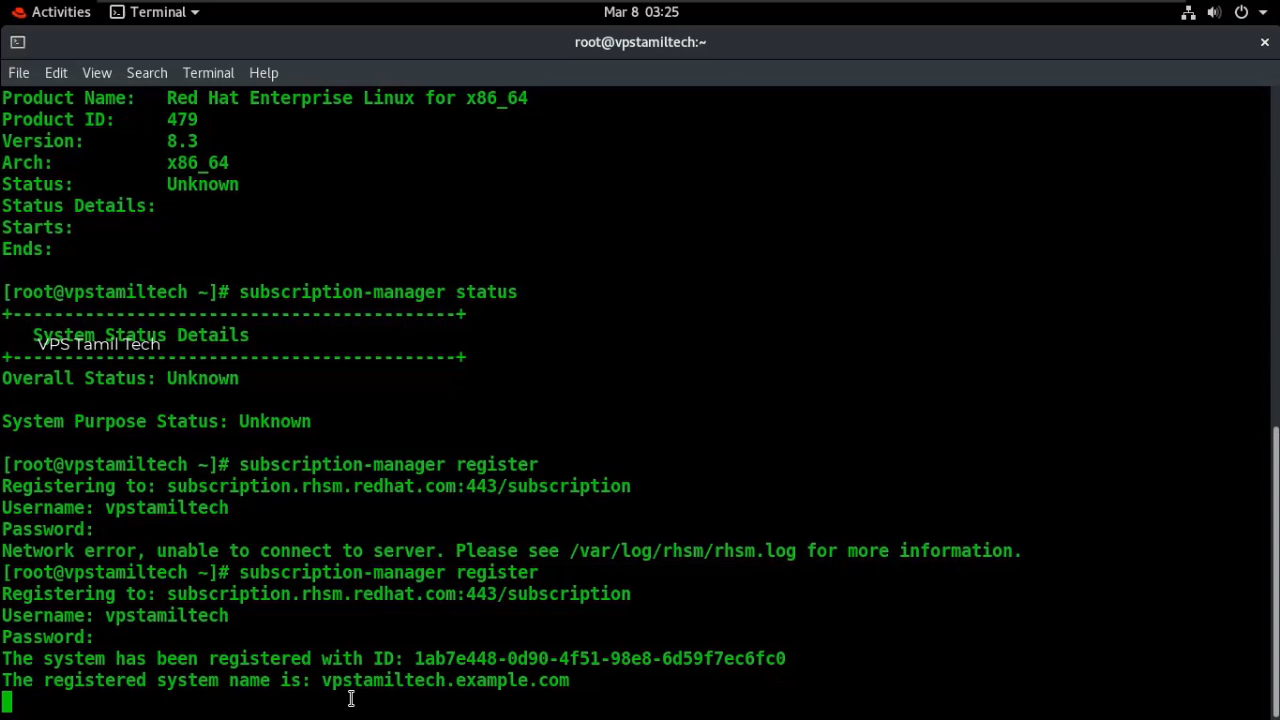 Activities Terminal Mar 8 03:25
root@vpstamiltech:~ ×
File Edit View Search Terminal Help
Product Name: Red Hat Enterprise Linux for x86_64
Product ID: 479
Version: 8.3
Arch: x86_64
Status: Unknown
Status Details:
Starts:
Ends:
[root@vpstamiltech ~]# subscription-manager status
+-------------------------------------------+
System Status Details
VPS Tamil Tech
+-------------------------------------------+
Overall Status: Unknown
System Purpose Status: Unknown
[root@vpstamiltech ~]# subscription-manager register
Registering to: subscription.rhsm.redhat.com:443/subscription
Username: vpstamiltech
Password:
Network error, unable to connect to server. Please see /var/log/rhsm/rhsm.log for more information.
[root@vpstamiltech ~]# subscription-manager register
Registering to: subscription.rhsm.redhat.com:443/subscription
Username: vpstamiltech
Password:
The system has been registered with ID: 1ab7e448-0d90-4f51-98e8-6d59f7ec6fc0
The registered system name is: vpstamiltech.example.com